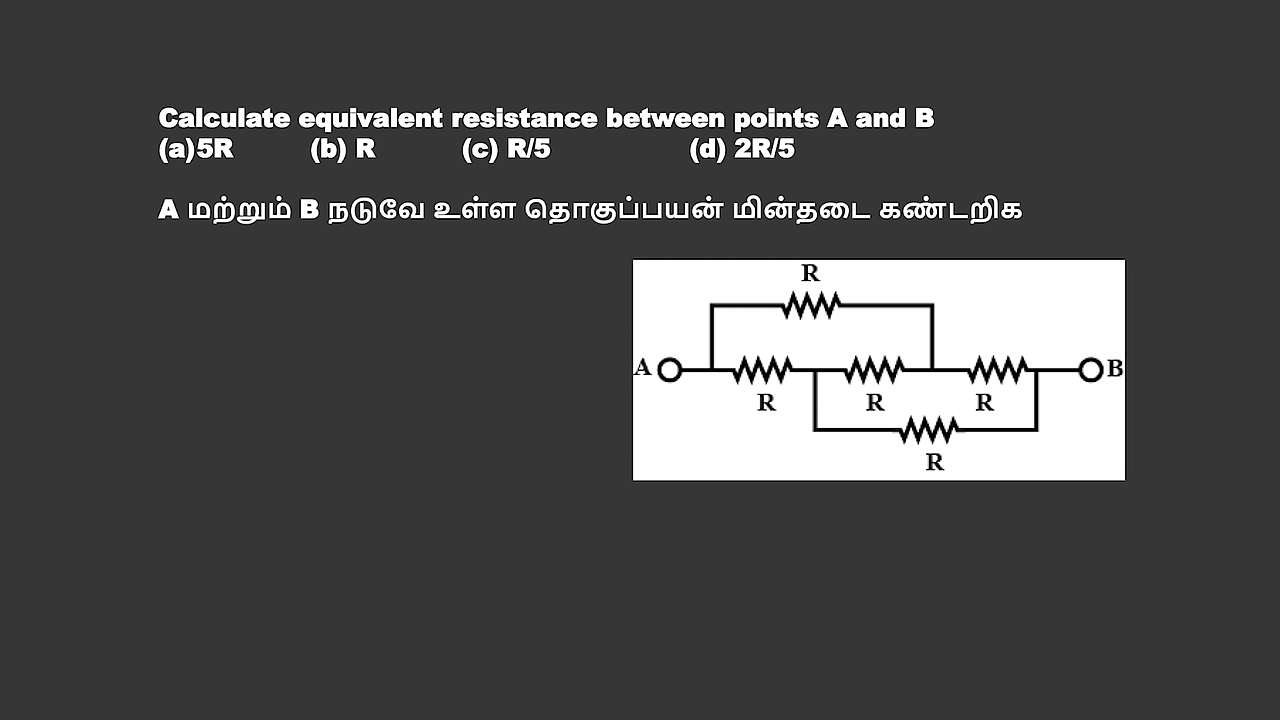 Calculate equivalent resistance between points A and B
(a)5R (b) R (c) R/5 (d) 2R/5
A மற்றும் B நடுவே உள்ள தொகுப்பயன் மின்தடை கண்டறிக
R
A B
R R R
R